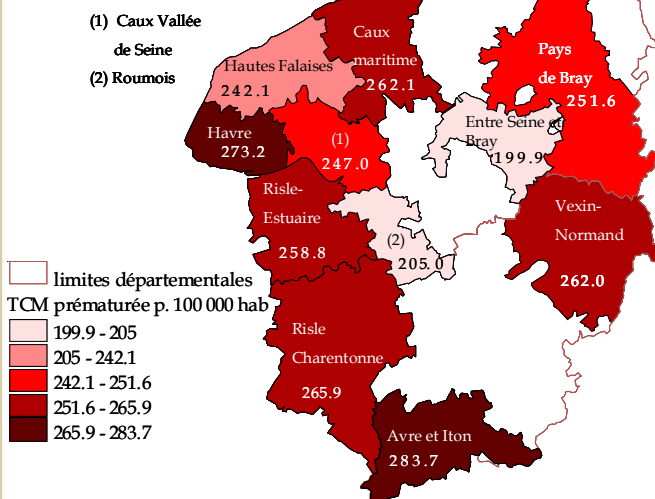 (1) Caux Vallée
de Seine
(2) Roumois
Caux
maritime
262.1
Hautes Falaises
242.1
Pays
de Bray
251.6
Entre Seine et
Bray
199.9
Havre
273.2
(1)
247.0
Risle-
Estuaire
258.8
(2)
205.0
Vexin-
Normand
262.0
limites départementales
TCM prématurée p. 100 000 hab
199.9 - 205
205 - 242.1
242.1 - 251.6
251.6 - 265.9
265.9 - 283.7
Risle
Charentonne
265.9
Avre et Iton
283.7